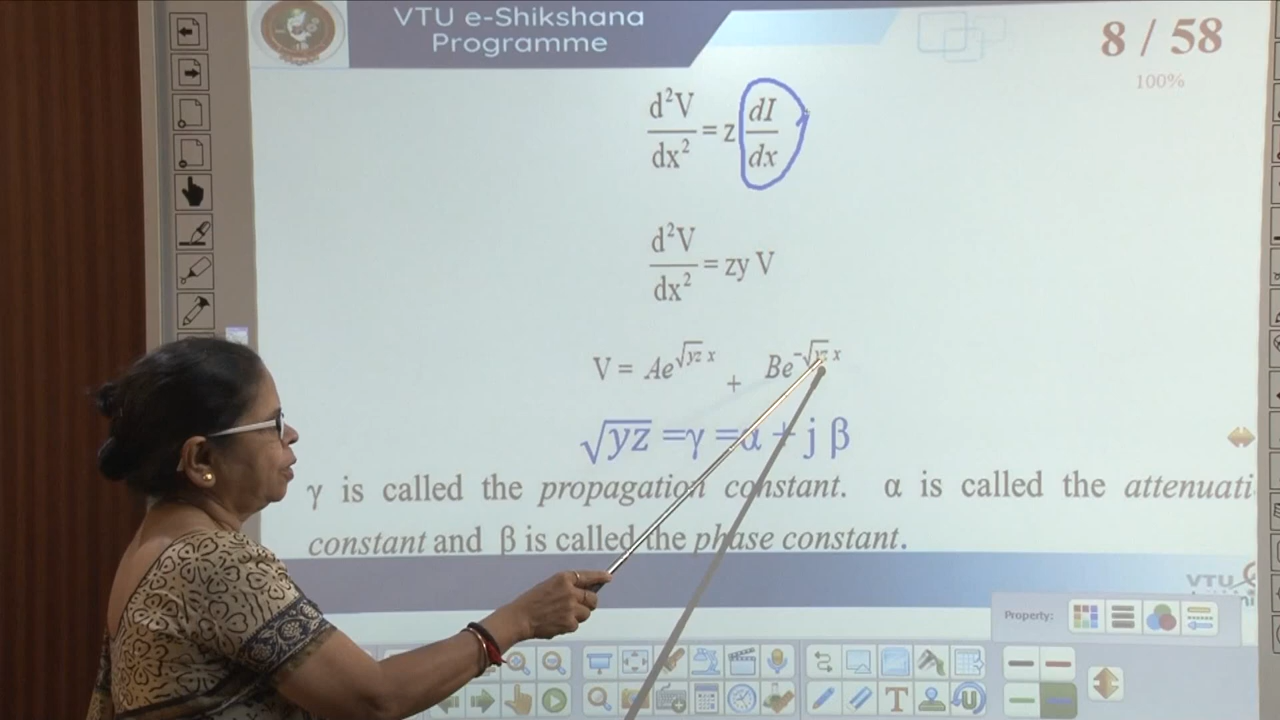 VTU e-Shikshana
Programme
8 / 58
100%
d²V/dx² = z dI/dx
d²V/dx² = zy V
V = Ae^√yz x + Be^-√yz x
√yz =γ =α + j β
γ is called the propagation constant. α is called the attenuati
constant and β is called the phase constant.
VTU
Property: